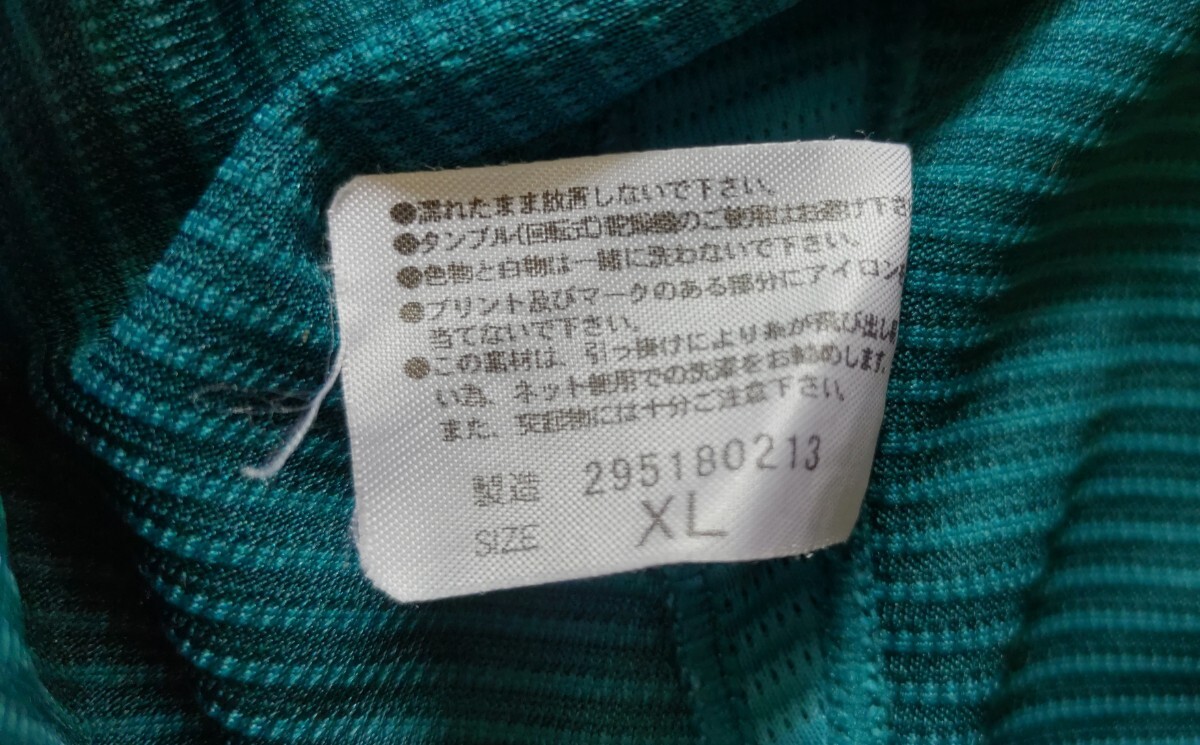 ●濡れたまま放置しないで下さい。
●タンブル(回転式)乾燥機のご使用はお避け下さ
●色物と白物は一緒に洗わないで下さい。
●プリント及びマークのある部分にアイロン
当てないで下さい。
●この素材は、引っ掛けにより糸が飛び出し
い為、ネット使用での洗濯をお勧めします。
また、突起物には十分ご注意下さい。
製造 295180213
SIZE XL